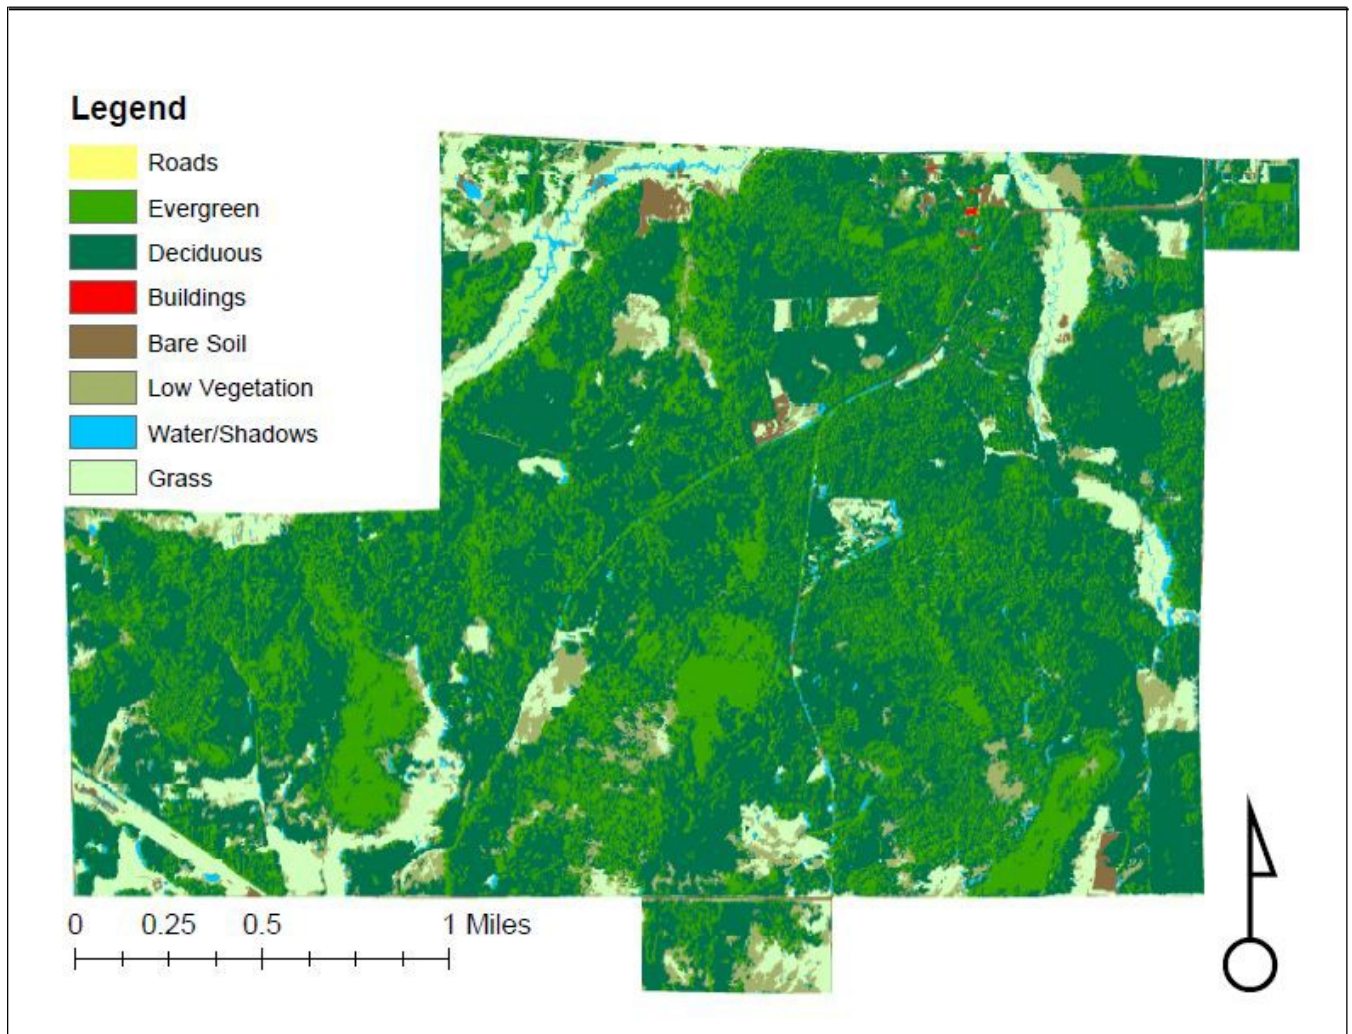 Legend
Roads
Evergreen
Deciduous
Buildings
Bare Soil
Low Vegetation
Water/Shadows
Grass
0 0.25 0.5 1 Miles